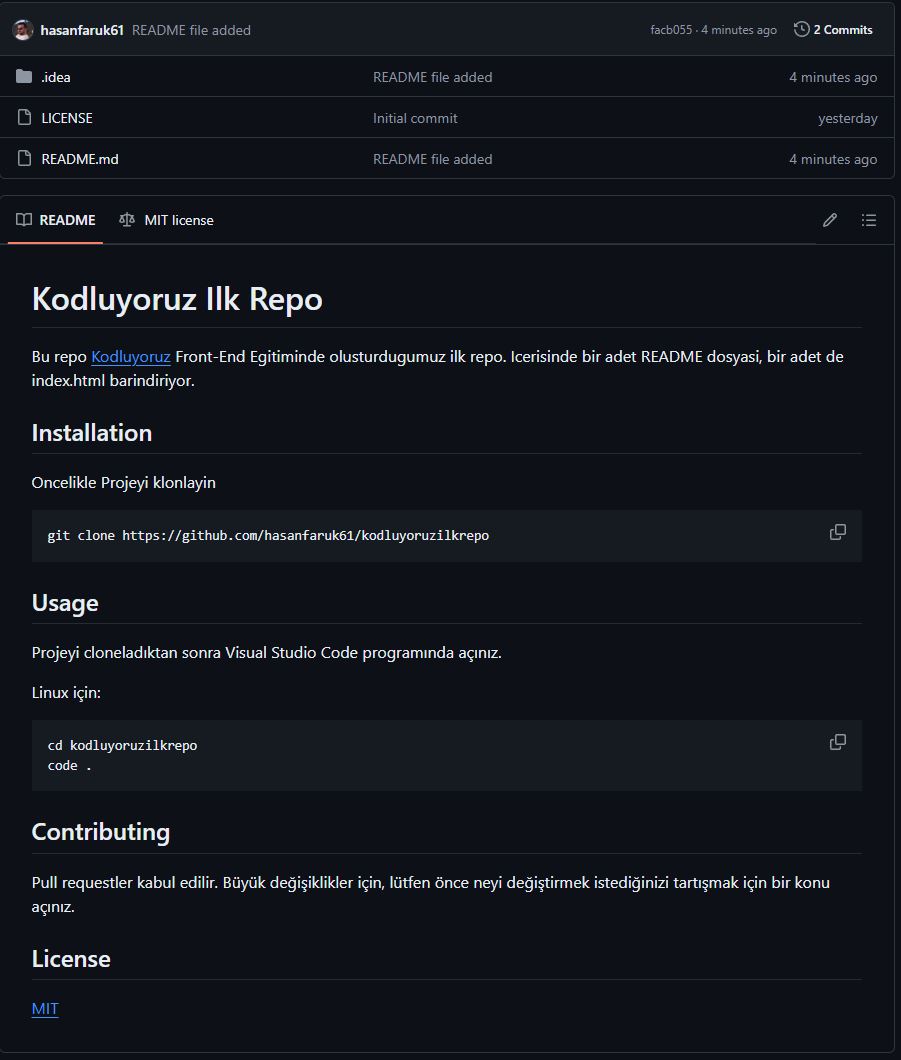 hasanfaruk61 README file added facb055 · 4 minutes ago 2 Commits
.idea README file added 4 minutes ago
LICENSE Initial commit yesterday
README.md README file added 4 minutes ago
README MIT license
Kodluyoruz Ilk Repo
Bu repo Kodluyoruz Front-End Egitiminde olusturdugumuz ilk repo. Icerisinde bir adet README dosyasi, bir adet de
index.html barindiriyor.
Installation
Oncelikle Projeyi klonlayin
git clone https://github.com/hasanfaruk61/kodluyoruzilkrepo
Usage
Projeyi cloneladıktan sonra Visual Studio Code programında açınız.
Linux için:
cd kodluyoruzilkrepo
code .
Contributing
Pull requestler kabul edilir. Büyük değişiklikler için, lütfen önce neyi değiştirmek istediğinizi tartışmak için bir konu
açınız.
License
MIT